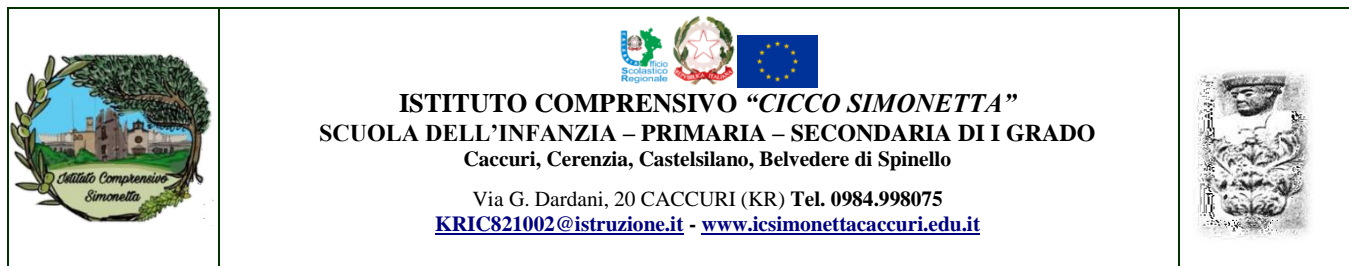 Istituto Comprensivo
Simonetta
Ufficio
Scolastico
Regionale
REPUBBLICA ITALIANA
ISTITUTO COMPRENSIVO “CICCO SIMONETTA”
SCUOLA DELL’INFANZIA – PRIMARIA – SECONDARIA DI I GRADO
Caccuri, Cerenzia, Castelsilano, Belvedere di Spinello
Via G. Dardani, 20 CACCURI (KR) Tel. 0984.998075
KRIC821002@istruzione.it - www.icsimonettacaccuri.edu.it